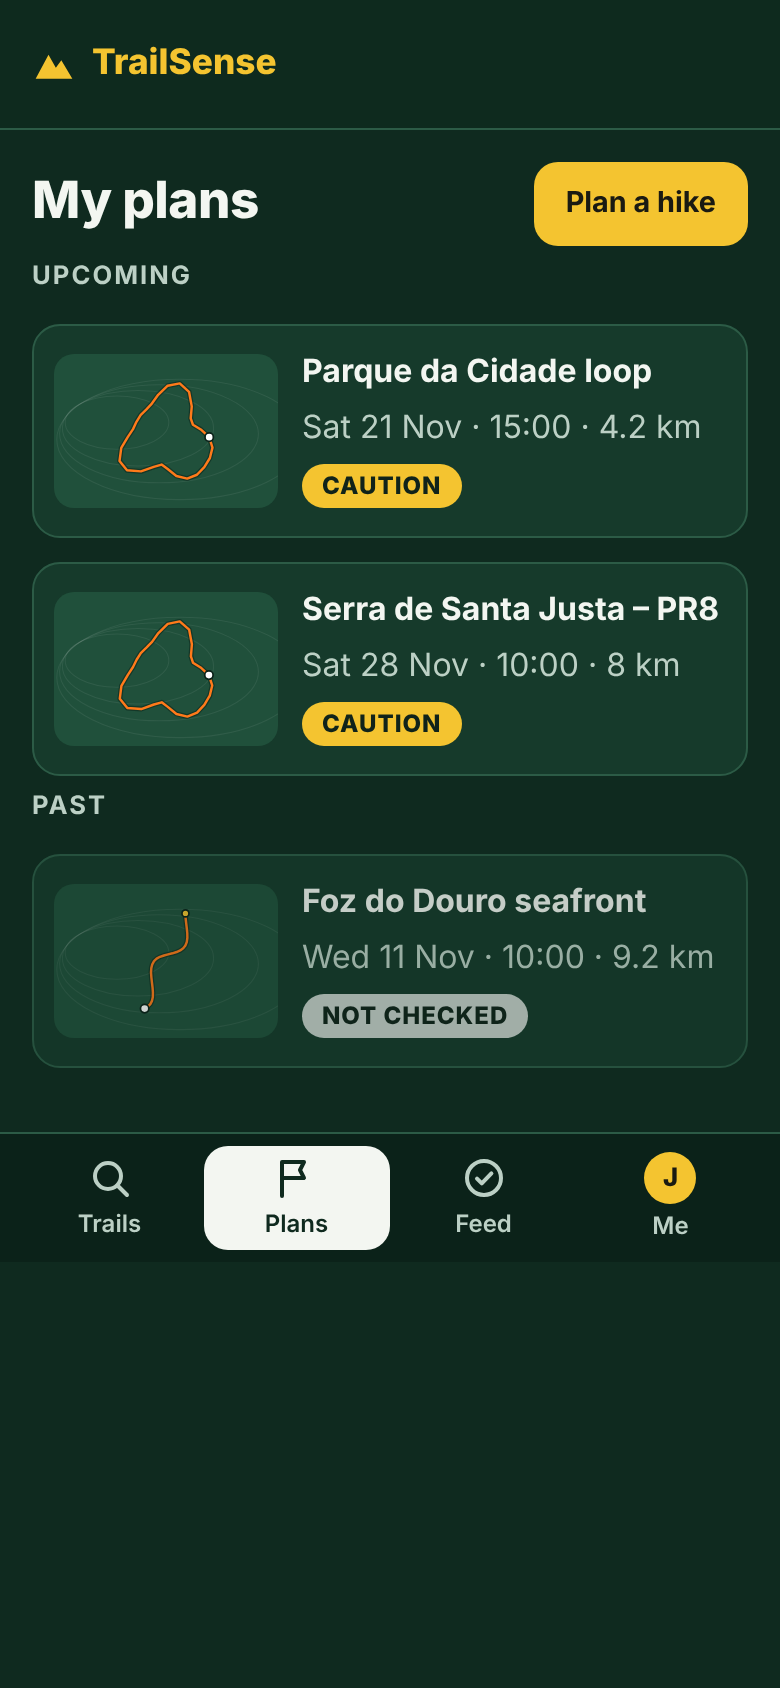 TrailSense
My plans
Plan a hike
UPCOMING
Parque da Cidade loop
Sat 21 Nov · 15:00 · 4.2 km
CAUTION
Serra de Santa Justa – PR8
Sat 28 Nov · 10:00 · 8 km
CAUTION
PAST
Foz do Douro seafront
Wed 11 Nov · 10:00 · 9.2 km
NOT CHECKED
J
Trails
Plans
Feed
Me